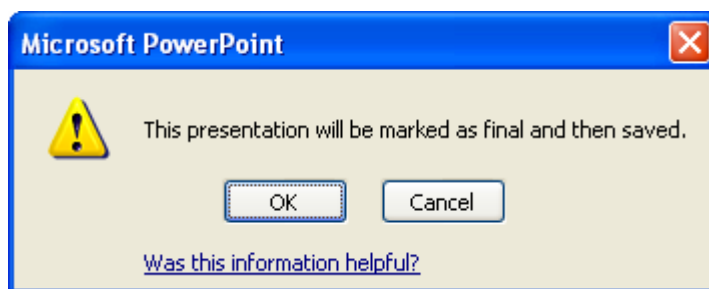 Microsoft PowerPoint
This presentation will be marked as final and then saved.
OK Cancel
Was this information helpful?